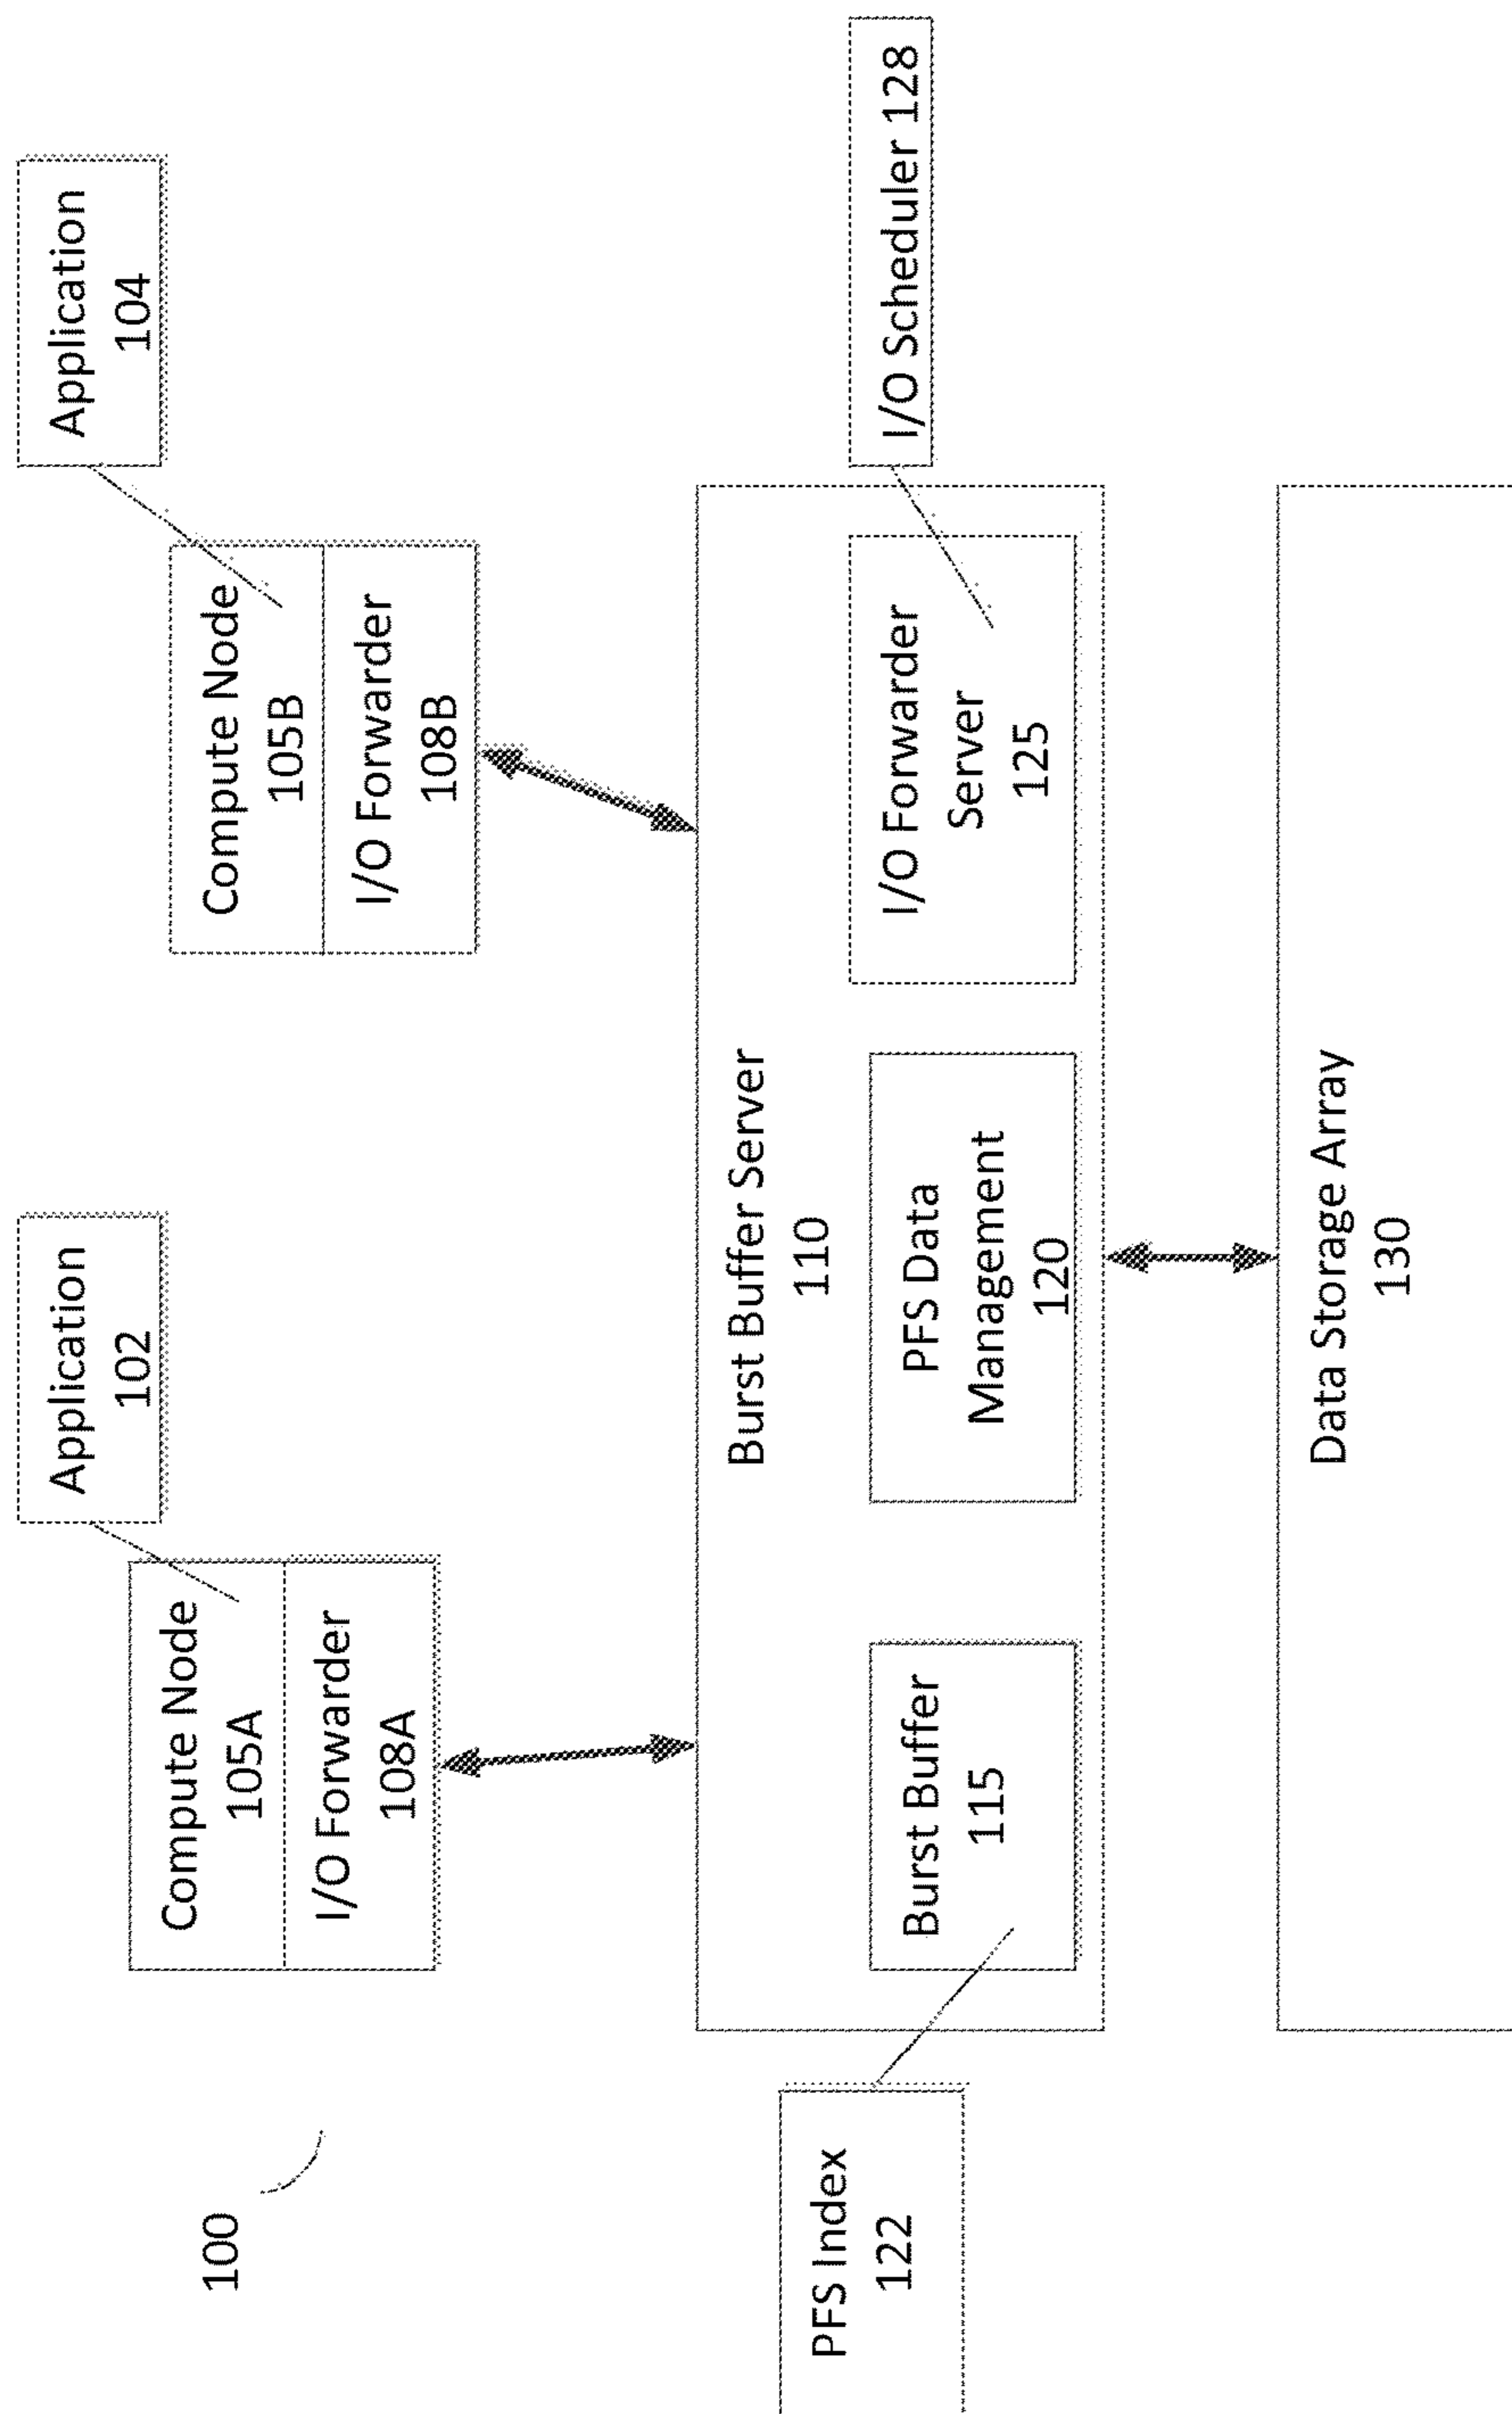 100
Application
102
Application
104
Compute Node
105A
I/O Forwarder
108A
Compute Node
105B
I/O Forwarder
108B
Burst Buffer Server
110
PFS Index
122
Burst Buffer
115
PFS Data
Management
120
I/O Forwarder
Server
125
I/O Scheduler 128
Data Storage Array
130